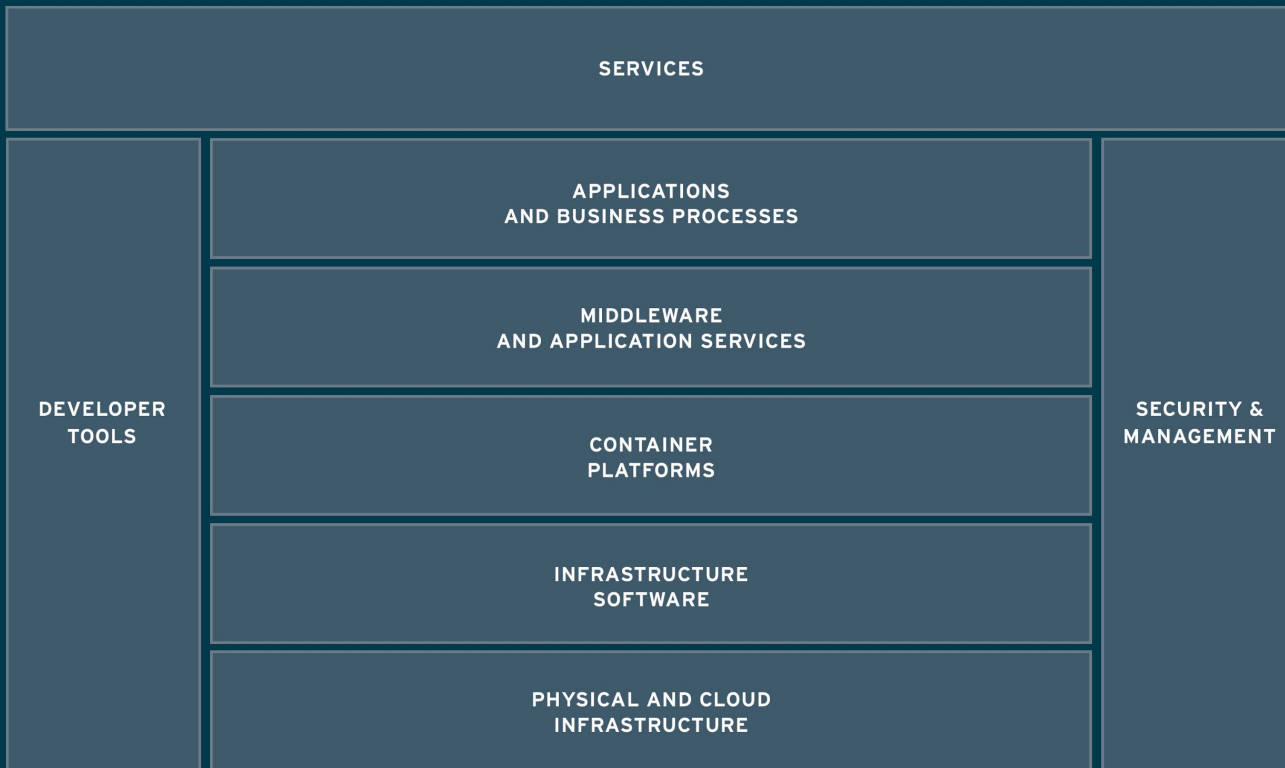 SERVICES
APPLICATIONS
AND BUSINESS PROCESSES
MIDDLEWARE
AND APPLICATION SERVICES
DEVELOPER
TOOLS
CONTAINER
PLATFORMS
SECURITY &
MANAGEMENT
INFRASTRUCTURE
SOFTWARE
PHYSICAL AND CLOUD
INFRASTRUCTURE